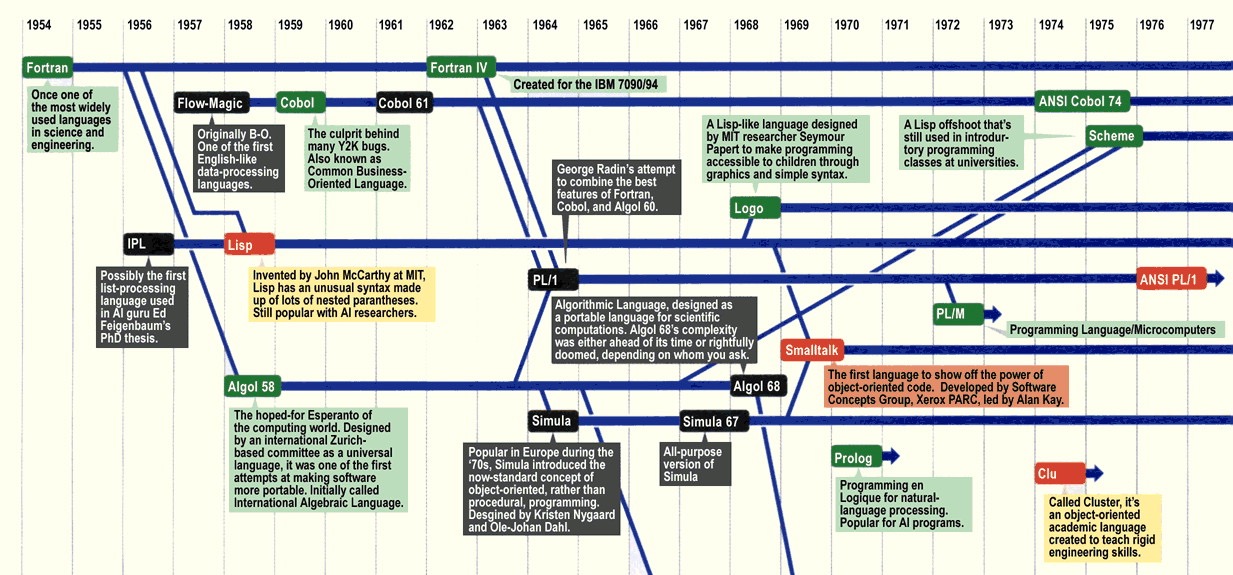 1954 1955 1956 1957 1958 1959 1960 1961 1962 1963 1964 1965 1966 1967 1968 1969 1970 1971 1972 1973 1974 1975 1976 1977
Fortran
Once one of
the most widely
used languages
in science and
engineering.
Fortran IV
Created for the IBM 7090/94
Flow-Magic
Originally B-O.
One of the first
English-like
data-processing
languages.
Cobol
The culprit behind
many Y2K bugs.
Also known as
Common Business-
Oriented Language.
Cobol 61
ANSI Cobol 74
A Lisp offshoot that's
still used in introdur-
tory programming
classes at universities.
Scheme
A Lisp-like language designed
by MIT researcher Seymour
Papert to make programming
accessible to children through
graphics and simple syntax.
Logo
George Radin's attempt
to combine the best
features of Fortran,
Cobol, and Algol 60.
IPL
Possibly the first
list-processing
language used
in AI guru Ed
Feigenbaum's
PhD thesis.
Lisp
Invented by John McCarthy at MIT,
Lisp has an unusual syntax made
up of lots of nested parantheses.
Still popular with AI researchers.
PL/1
ANSI PL/1
Algorithmic Language, designed as
a portable language for scientific
computations. Algol 68's complexity
was either ahead of its time or rightfully
doomed, depending on whom you ask.
PL/M
Programming Language/Microcomputers
Smalltalk
The first language to show off the power of
object-oriented code. Developed by Software
Concepts Group, Xerox PARC, led by Alan Kay.
Algol 58
The hoped-for Esperanto of
the computing world. Designed
by an international Zurich-
based committee as a universal
language, it was one of the first
attempts at making software
more portable. Initially called
International Algebraic Language.
Algol 68
Simula
Popular in Europe during the
'70s, Simula introduced the
now-standard concept of
object-oriented, rather than
procedural, programming.
Desgined by Kristen Nygaard
and Ole-Johan Dahl.
Simula 67
All-purpose
version of
Simula
Prolog
Programming en
Logique for natural-
language processing.
Popular for AI programs.
Clu
Called Cluster, it's
an object-oriented
academic language
created to teach rigid
engineering skills.